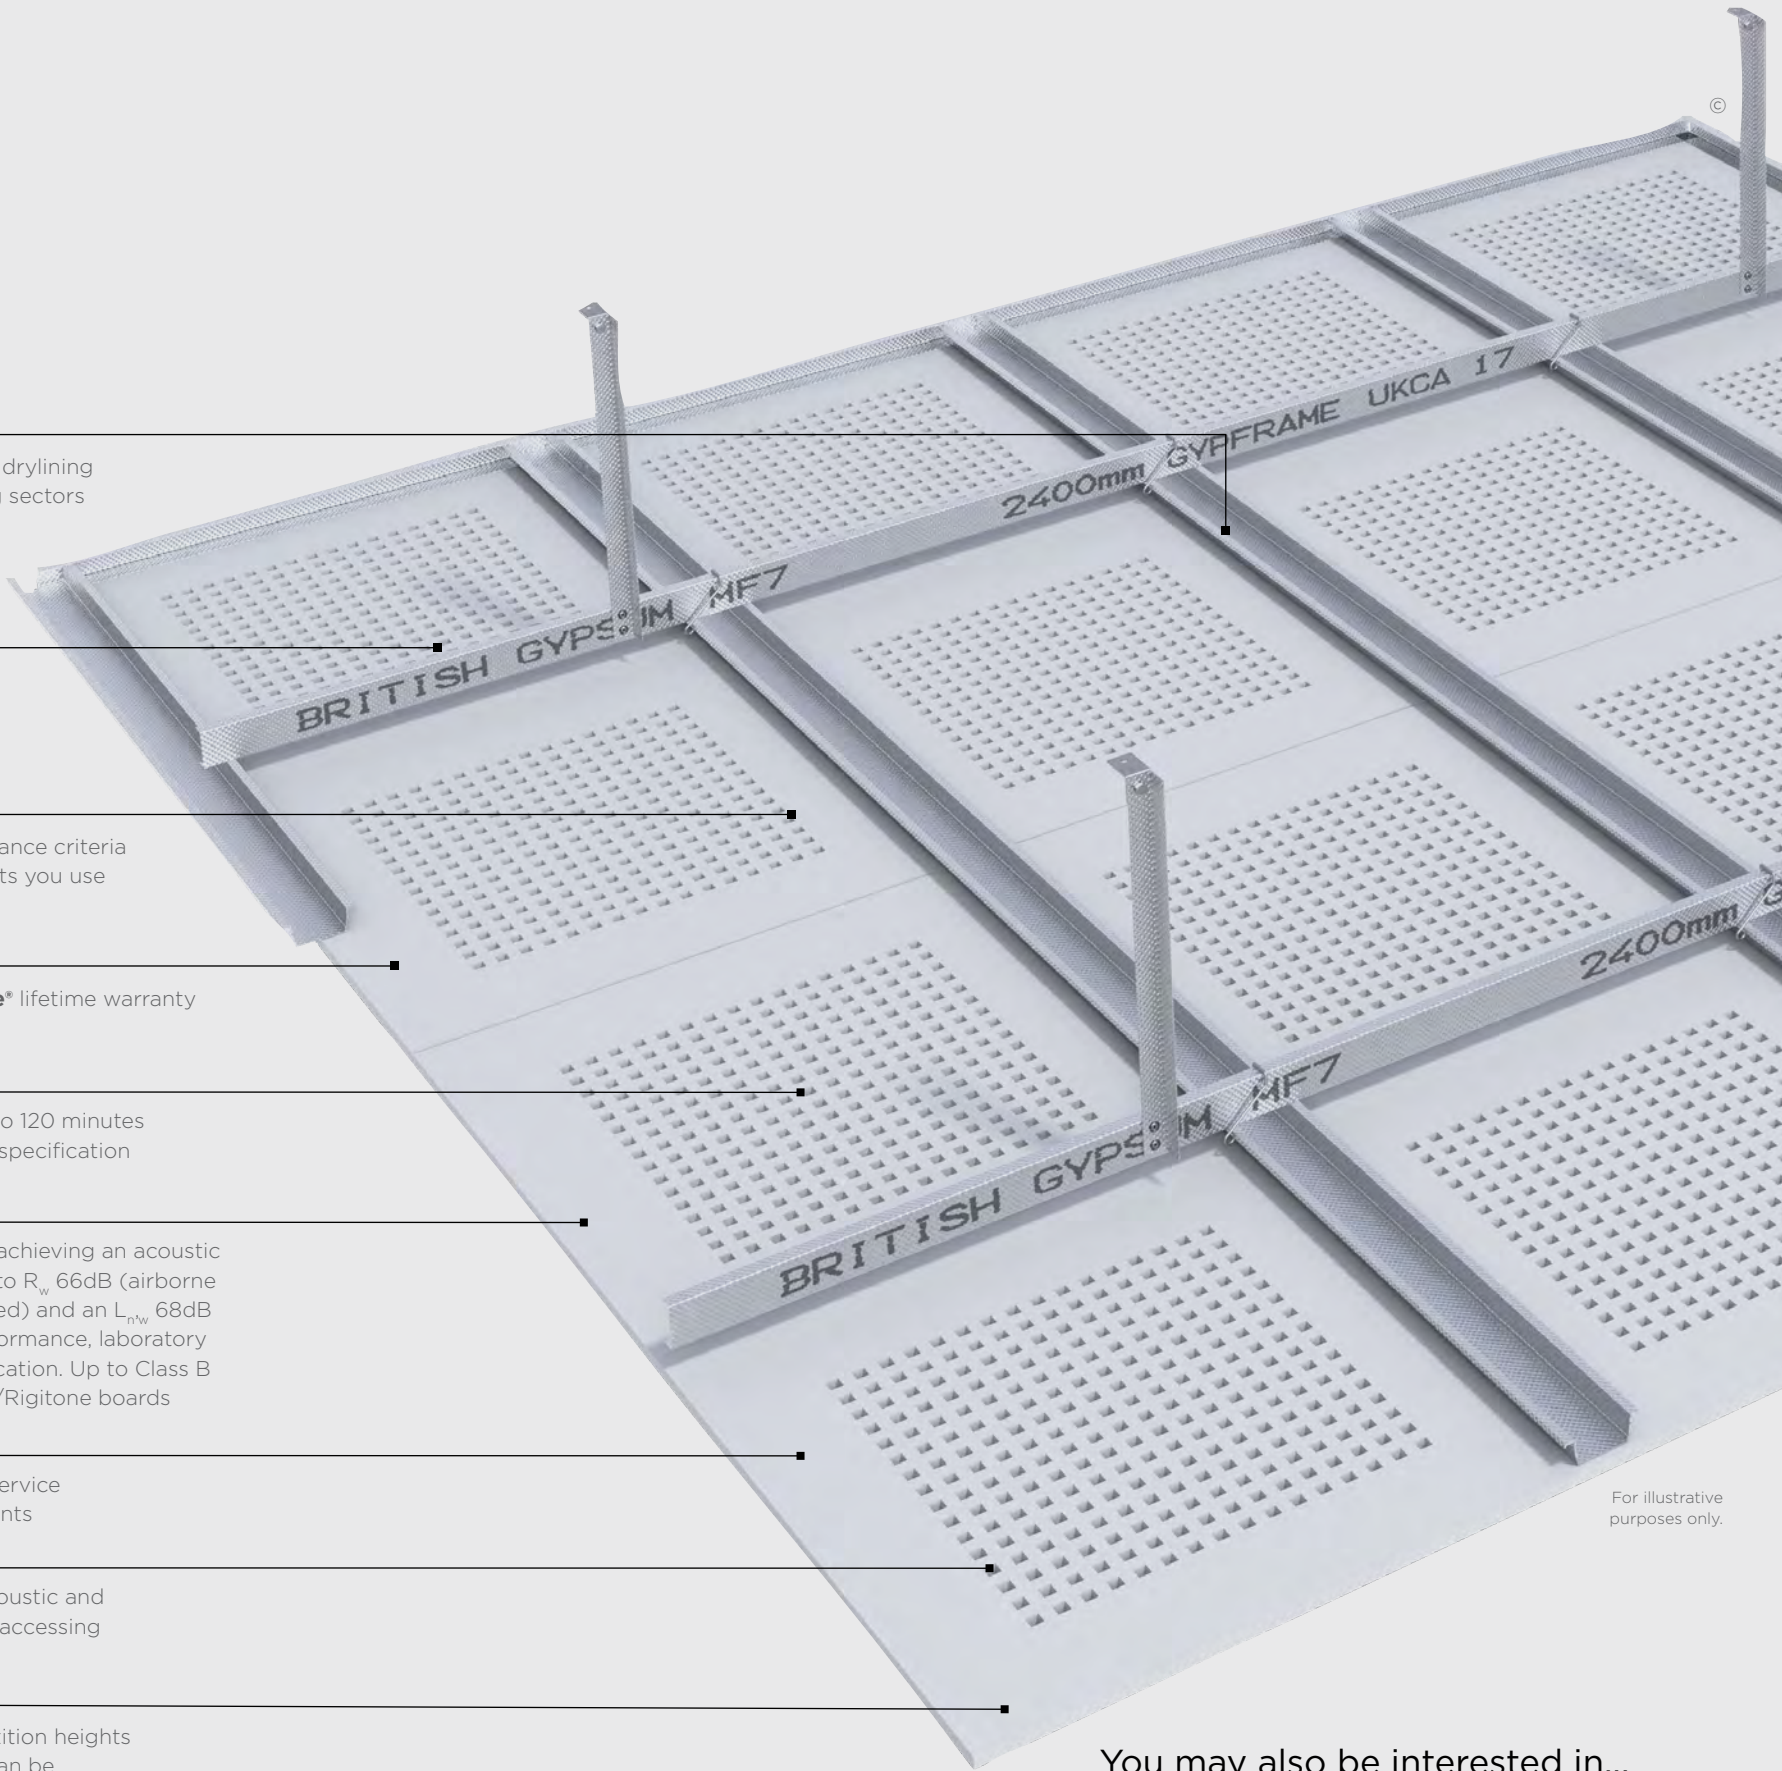 ©
drylining
sectors
ance criteria
ts you use
e® lifetime warranty
o 120 minutes
specification
achieving an acoustic
to Rw 66dB (airborne
ed) and an Ln,w 68dB
ormance, laboratory
cation. Up to Class B
/Rigitone boards
ervice
nts
oustic and
accessing
ition heights
an be
BRITISH GYPSUM MF7 2400mm GYPFRAME UKCA 17
BRITISH GYPSUM MF7 2400mm G
For illustrative
purposes only.
You may also be interested in...